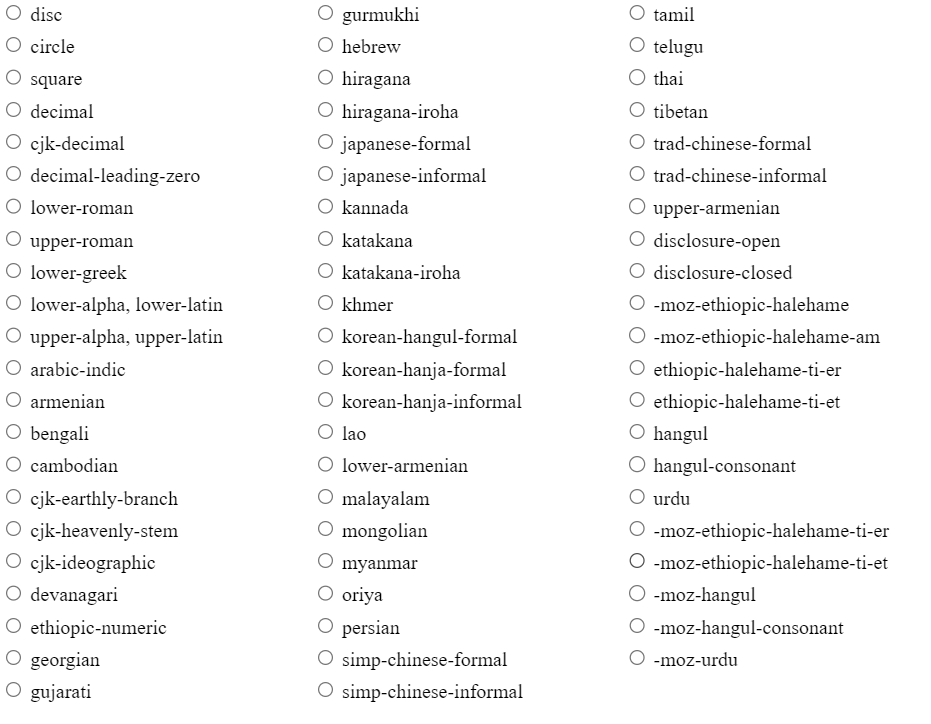 disc
circle
square
decimal
cjk-decimal
decimal-leading-zero
lower-roman
upper-roman
lower-greek
lower-alpha, lower-latin
upper-alpha, upper-latin
arabic-indic
armenian
bengali
cambodian
cjk-earthly-branch
cjk-heavenly-stem
cjk-ideographic
devanagari
ethiopic-numeric
georgian
gujarati
gurmukhi
hebrew
hiragana
hiragana-iroha
japanese-formal
japanese-informal
kannada
katakana
katakana-iroha
khmer
korean-hangul-formal
korean-hanja-formal
korean-hanja-informal
lao
lower-armenian
malayalam
mongolian
myanmar
oriya
persian
simp-chinese-formal
simp-chinese-informal
tamil
telugu
thai
tibetan
trad-chinese-formal
trad-chinese-informal
upper-armenian
disclosure-open
disclosure-closed
-moz-ethiopic-halehame
-moz-ethiopic-halehame-am
ethiopic-halehame-ti-er
ethiopic-halehame-ti-et
hangul
hangul-consonant
urdu
-moz-ethiopic-halehame-ti-er
-moz-ethiopic-halehame-ti-et
-moz-hangul
-moz-hangul-consonant
-moz-urdu